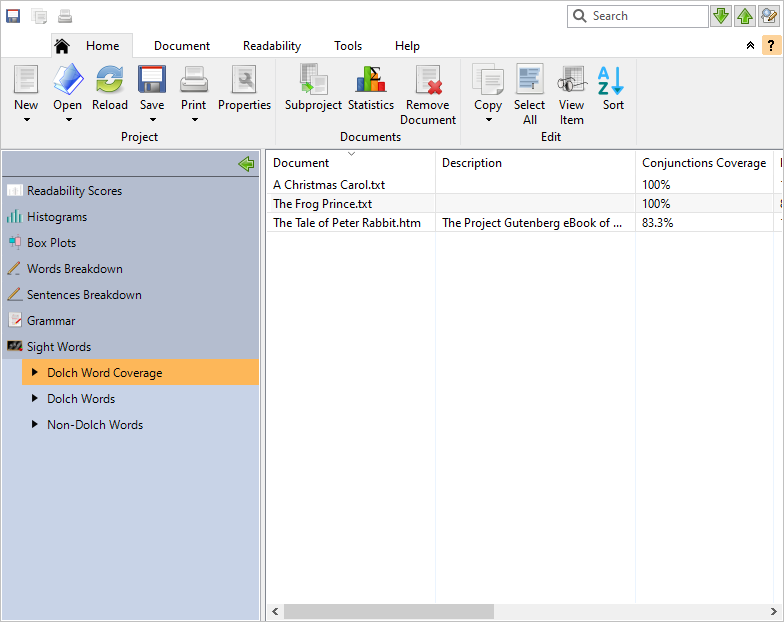 Search
Home Document Readability Tools Help
?
New Open Reload Save Print Properties Subproject Statistics Remove Document Copy Select All View Item Sort
Project Documents Edit
Document Description Conjunctions Coverage
A Christmas Carol.txt 100%
The Frog Prince.txt 100%
The Tale of Peter Rabbit.htm The Project Gutenberg eBook of ... 83.3%
Readability Scores
Histograms
Box Plots
Words Breakdown
Sentences Breakdown
Grammar
Sight Words
Dolch Word Coverage
Dolch Words
Non-Dolch Words